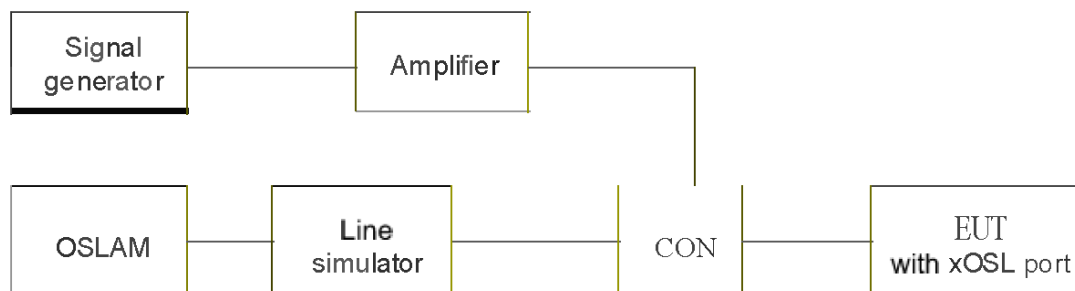 Signal
generator
Amplifier
OSLAM
Line
simulator
CON
EUT
with xOSL port